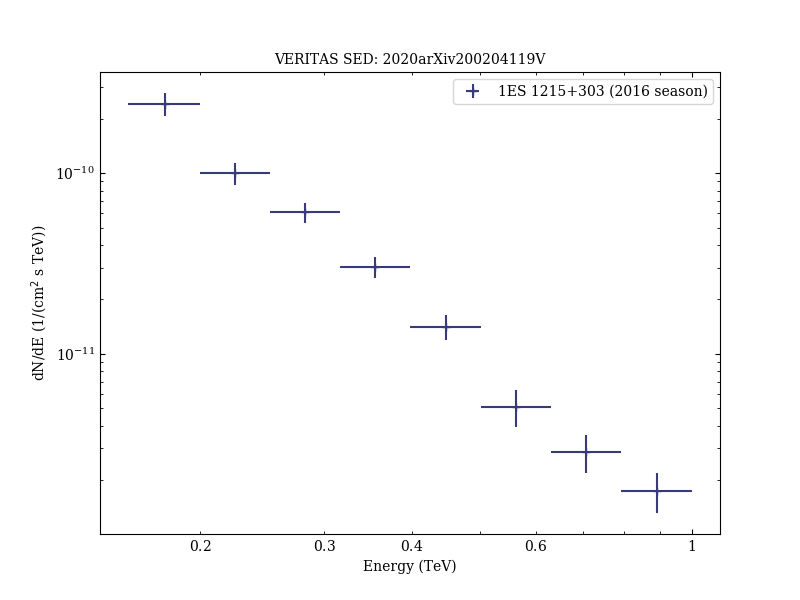 VERITAS SED: 2020arXiv200204119V
1ES 1215+303 (2016 season)
dN/dE (1/(cm² s TeV))
10⁻¹⁰
10⁻¹¹
0.2 0.3 0.4 0.6 1
Energy (TeV)